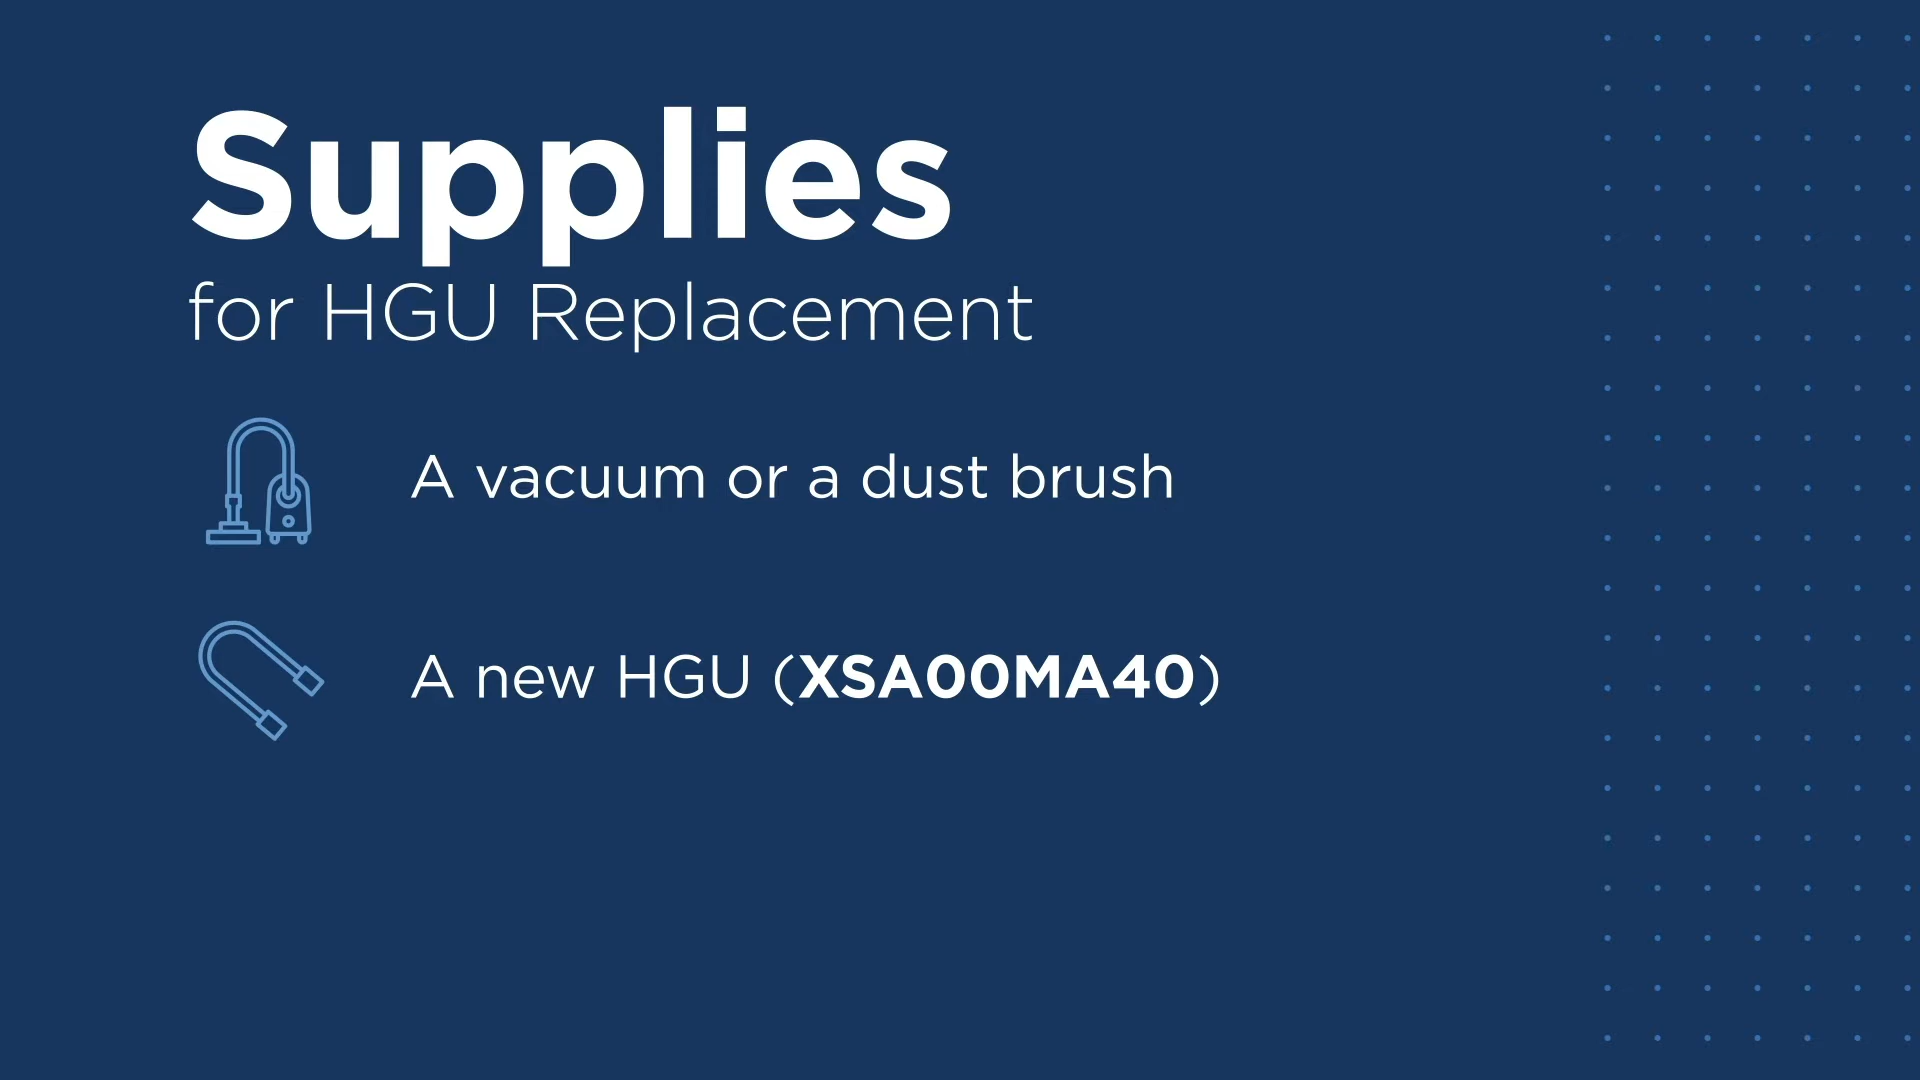 Supplies
for HGU Replacement
A vacuum or a dust brush
A new HGU (XSA00MA40)